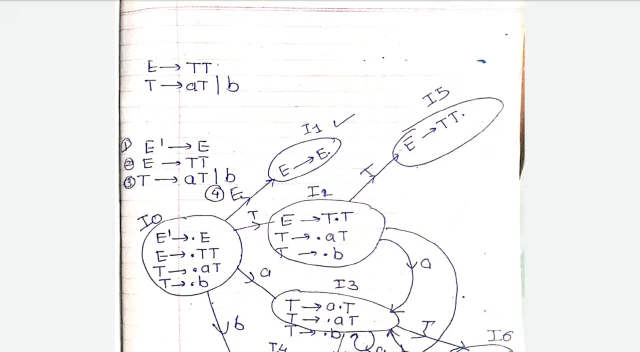 E → TT
T → aT | b
① E' → E
② E → TT
③ T → aT | b
④
I0
E' → .E
E → .TT
T → .aT
T → .b
E
I1
E → E.
T
I2
E → T.T
T → .aT
T → .b
T
I5
E → TT.
a
I3
T → a.T
T → .aT
T → .b
a
T
I6
a
b
I4